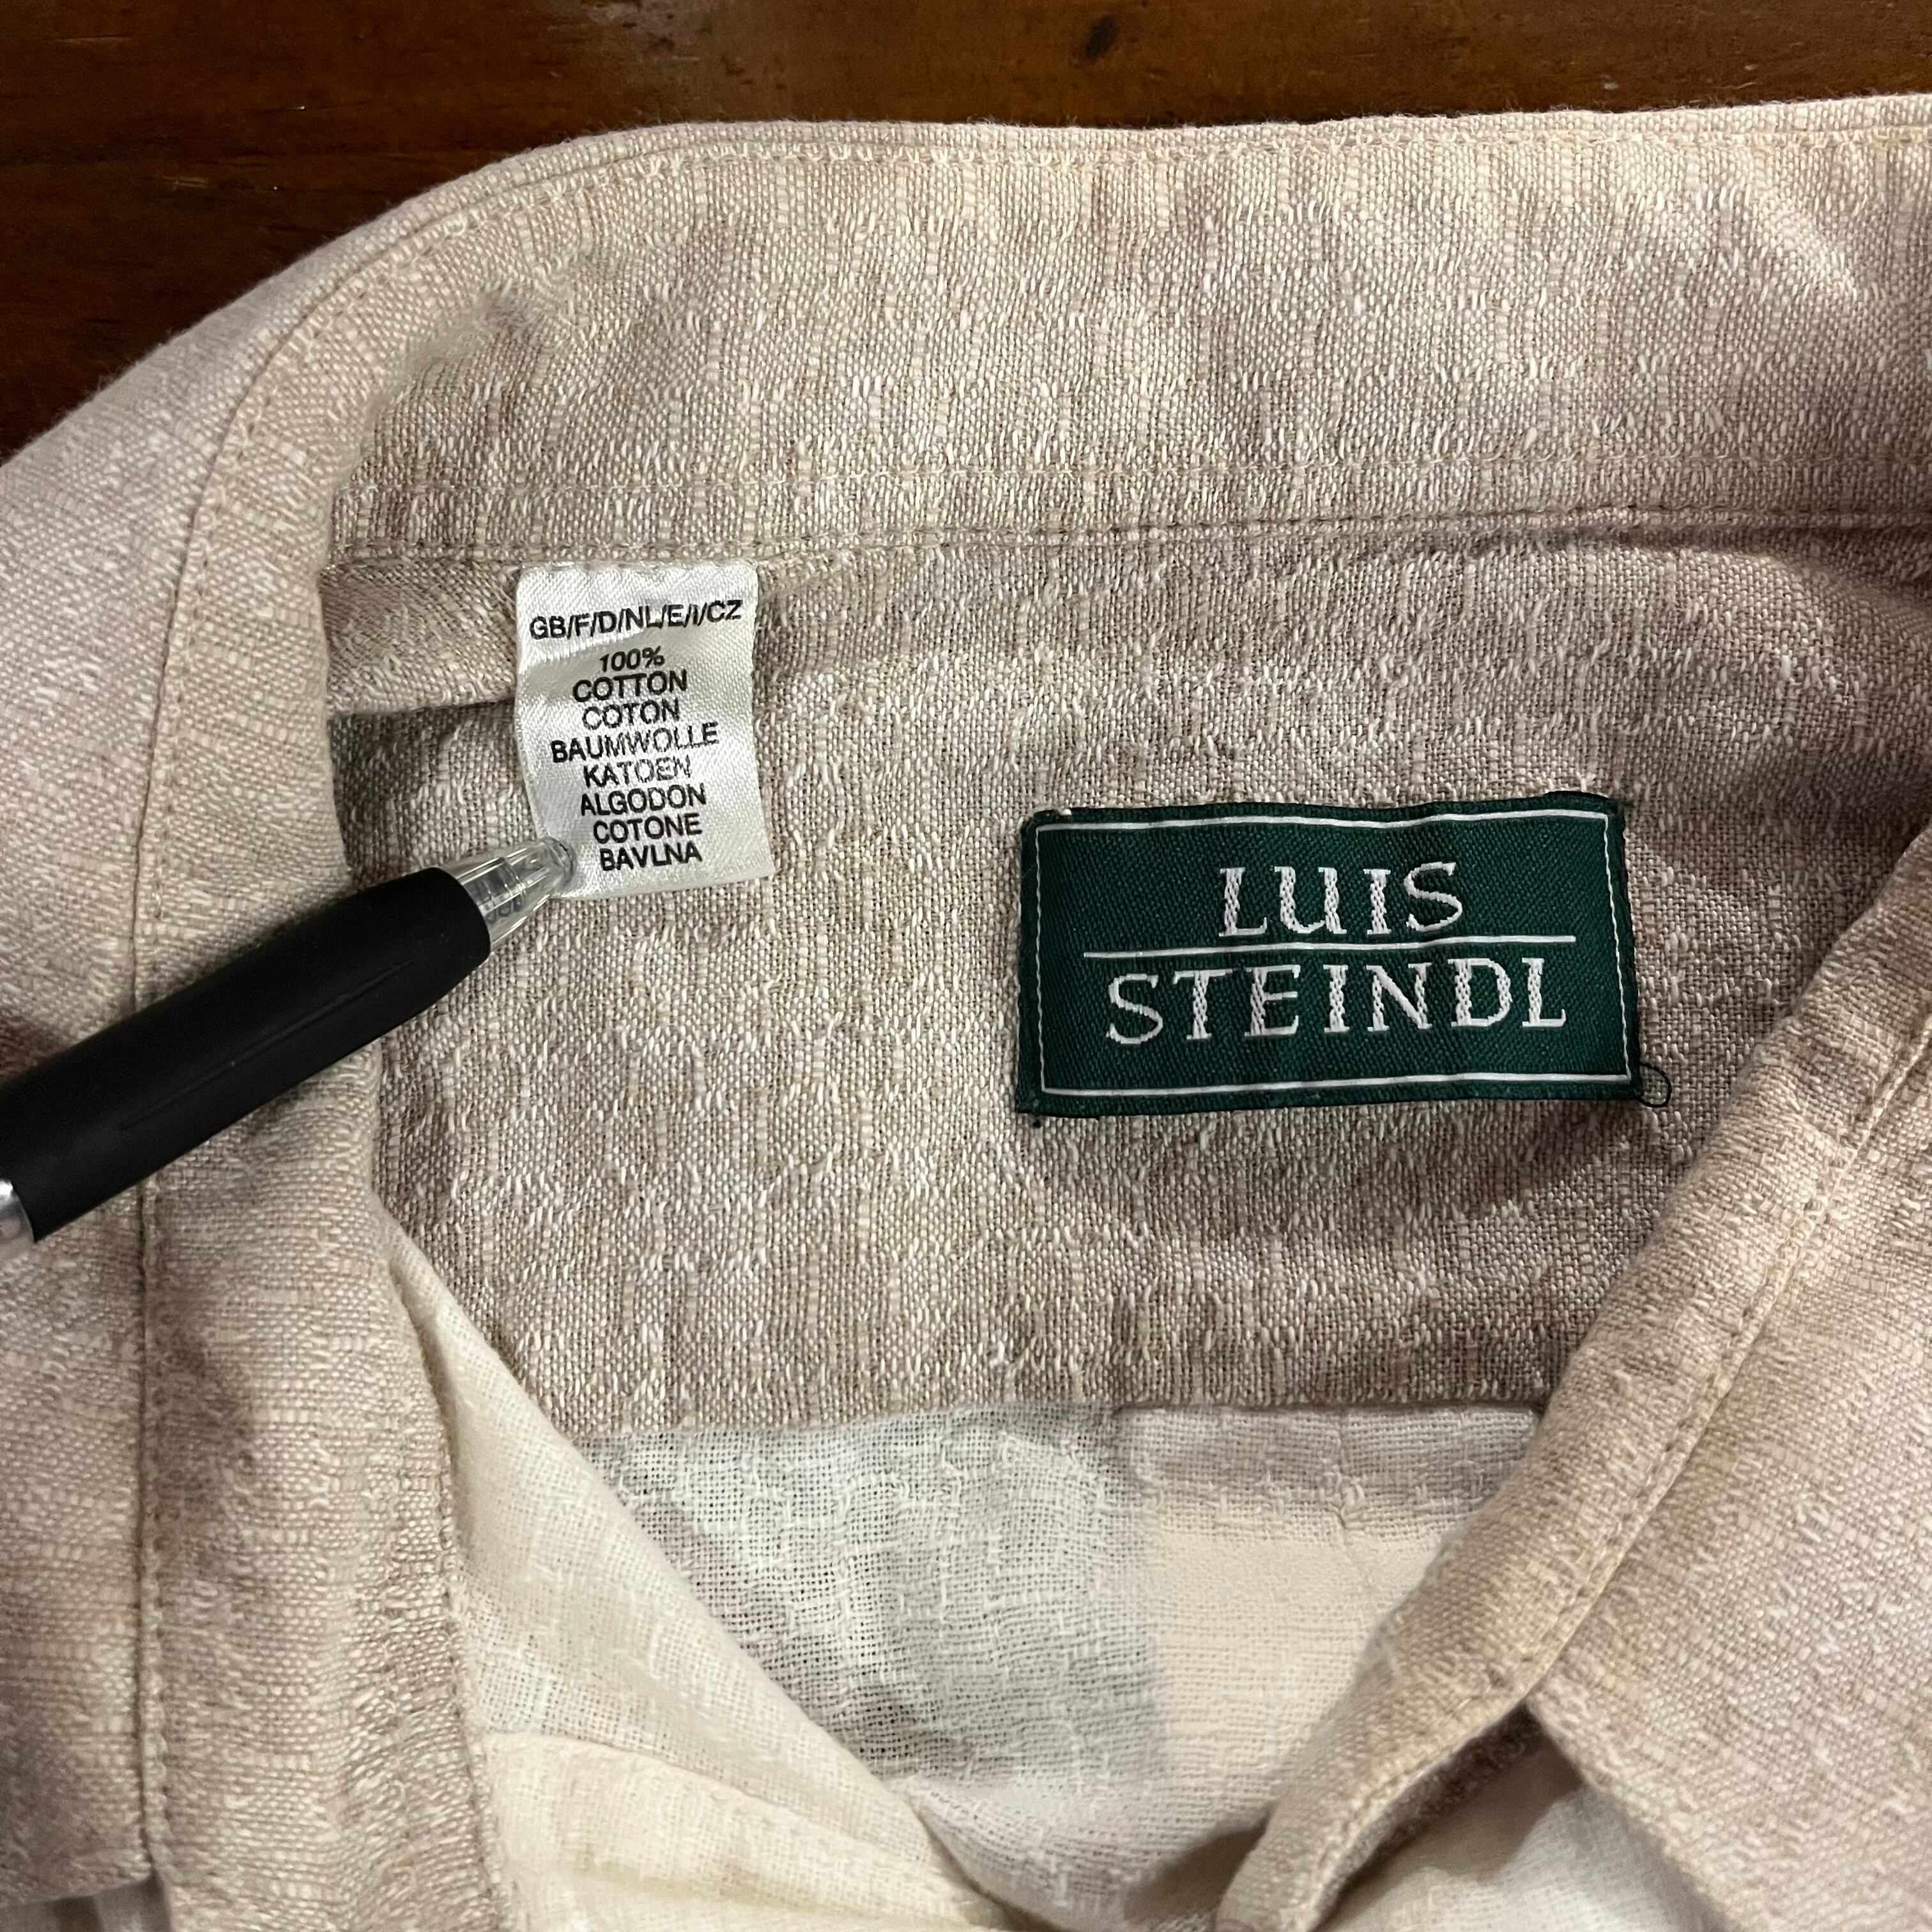 GB/F/D/NL/E/I/CZ
100%
COTTON
COTON
BAUMWOLLE
KATOEN
ALGODON
COTONE
BAVLNA
LUIS
STEINDL